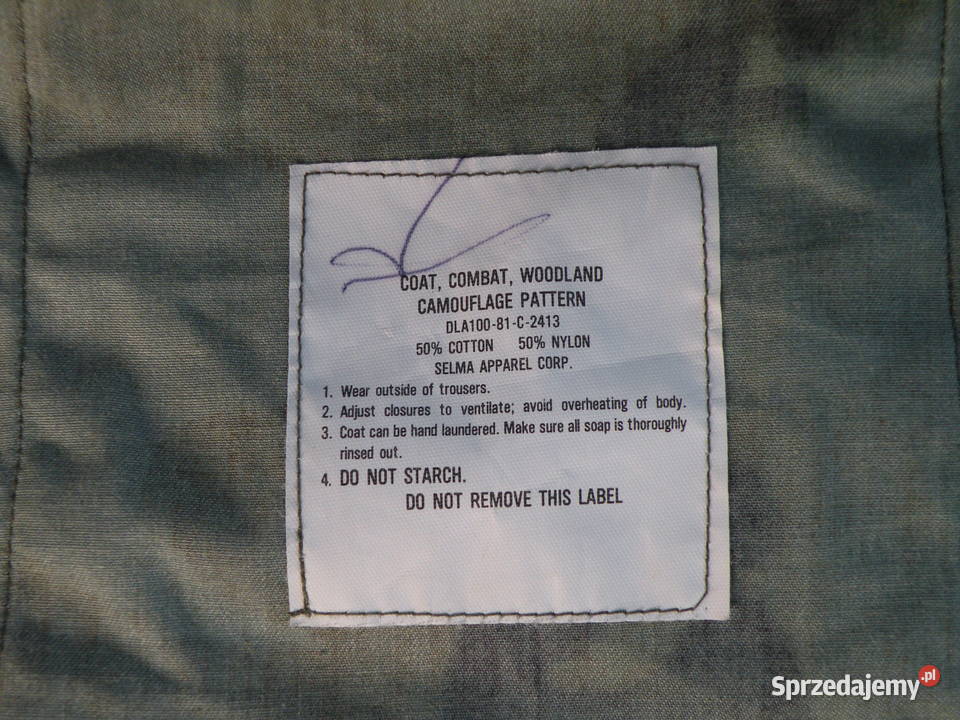 COAT, COMBAT, WOODLAND
CAMOUFLAGE PATTERN
DLA100-81-C-2413
50% COTTON 50% NYLON
SELMA APPAREL CORP.
1. Wear outside of trousers.
2. Adjust closures to ventilate; avoid overheating of body.
3. Coat can be hand laundered. Make sure all soap is thoroughly
rinsed out.
4. DO NOT STARCH.
DO NOT REMOVE THIS LABEL
Sprzedajemy.pl